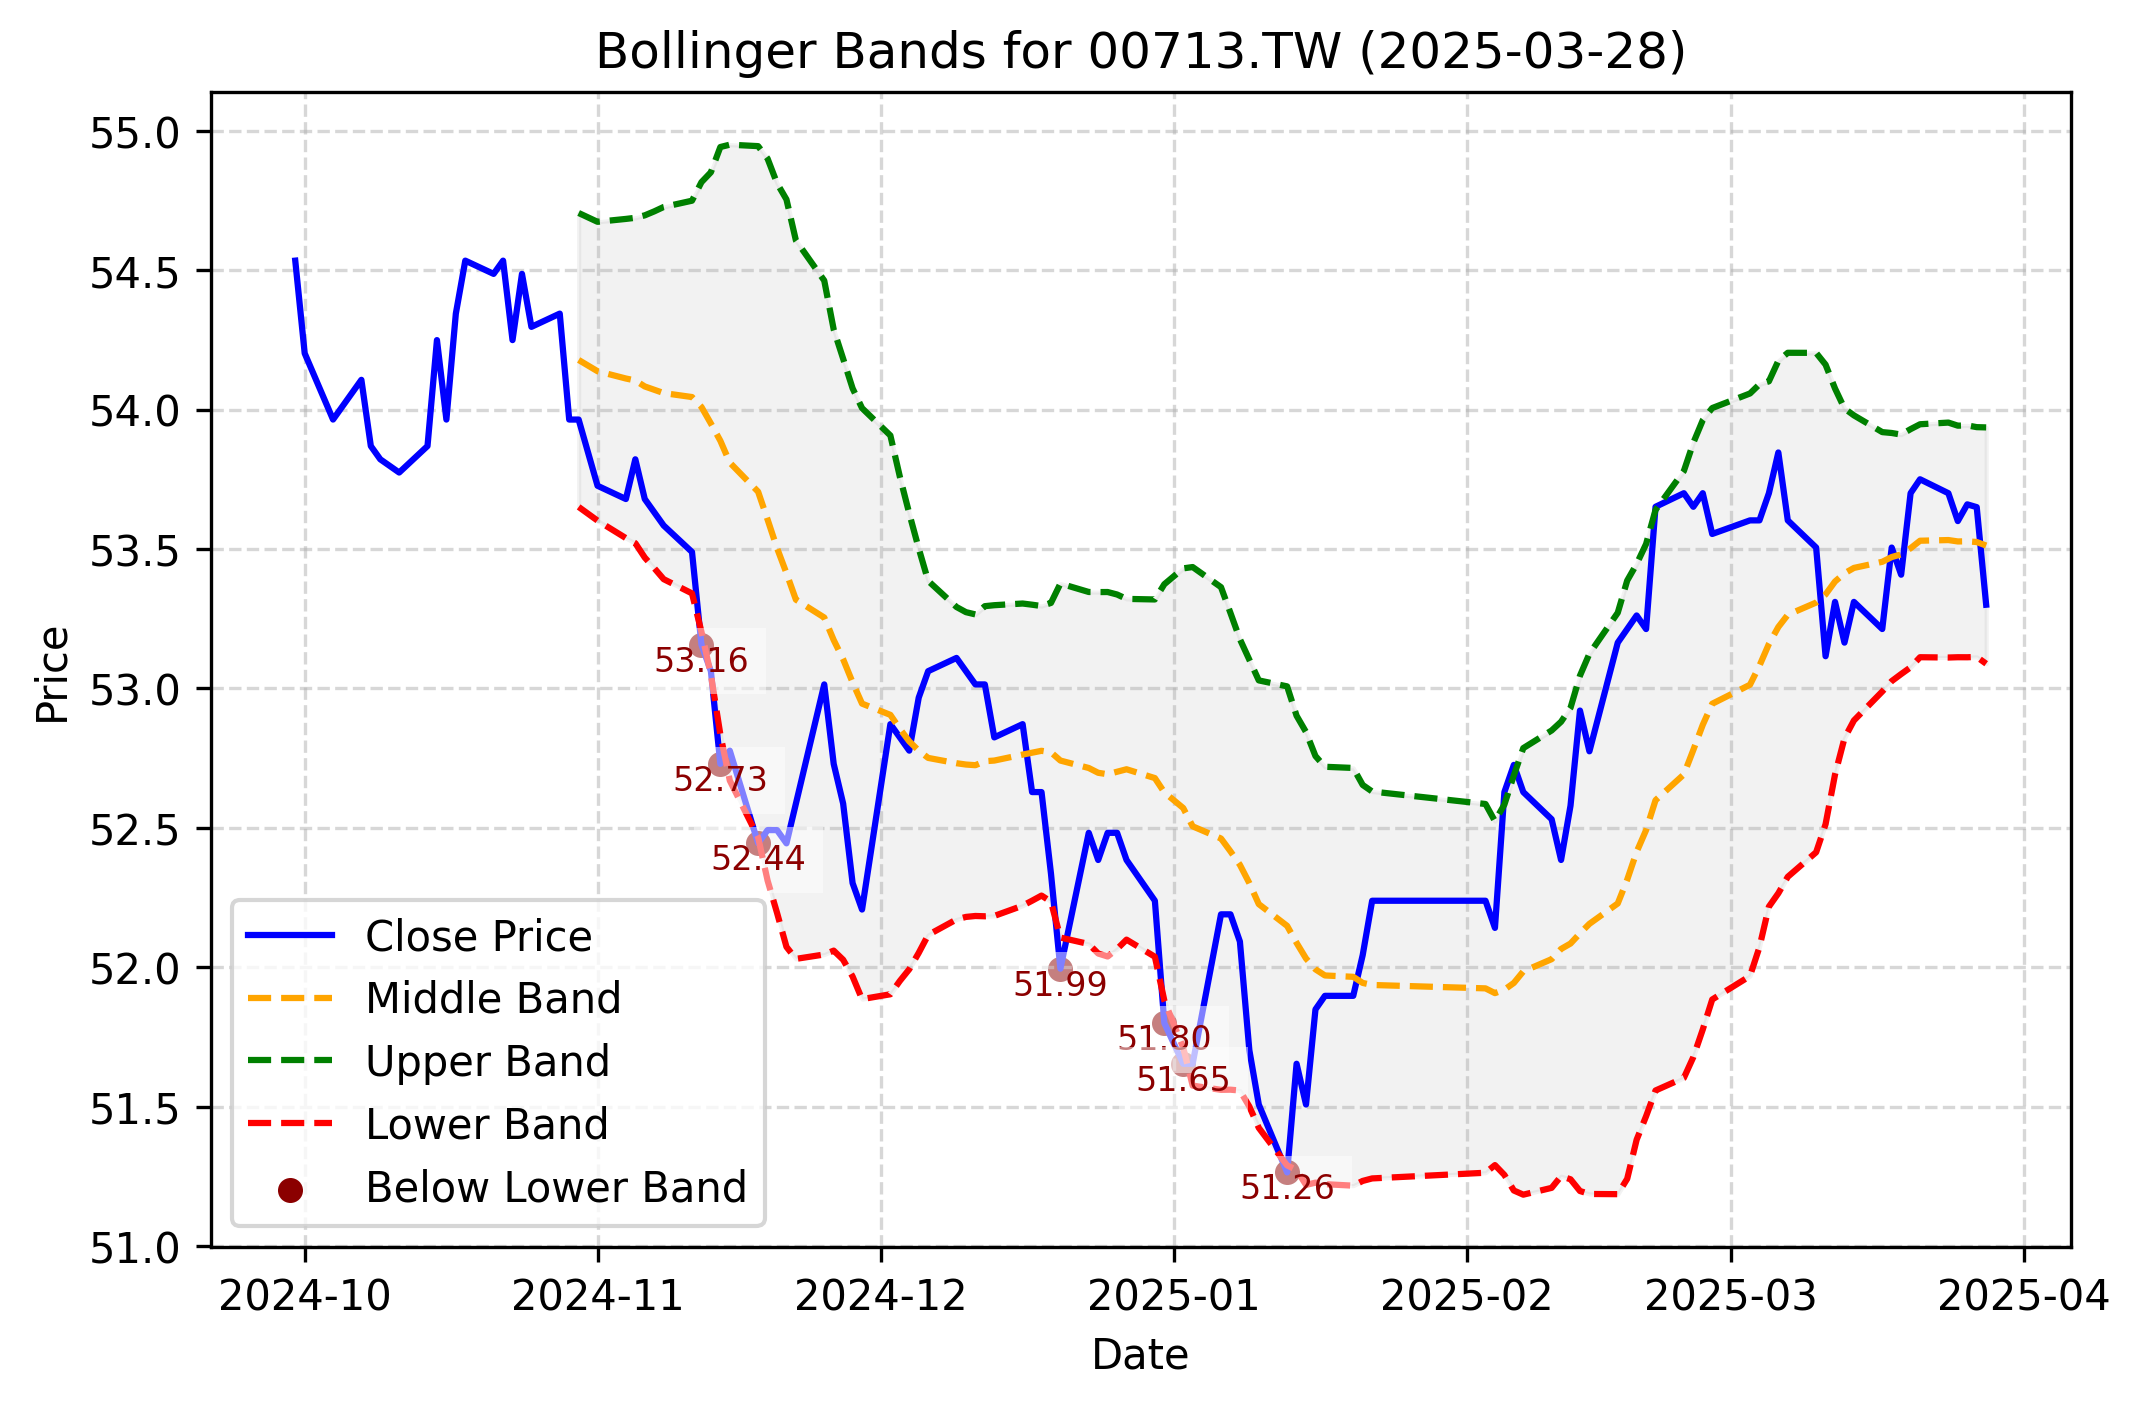 Bollinger Bands for 00713.TW (2025-03-28)
55.0
54.5
54.0
53.5
53.0
52.5
52.0
51.5
51.0
Price
53.16
52.73
52.44
51.99
51.80
51.65
51.26
Close Price
Middle Band
Upper Band
Lower Band
Below Lower Band
2024-10 2024-11 2024-12 2025-01 2025-02 2025-03 2025-04
Date